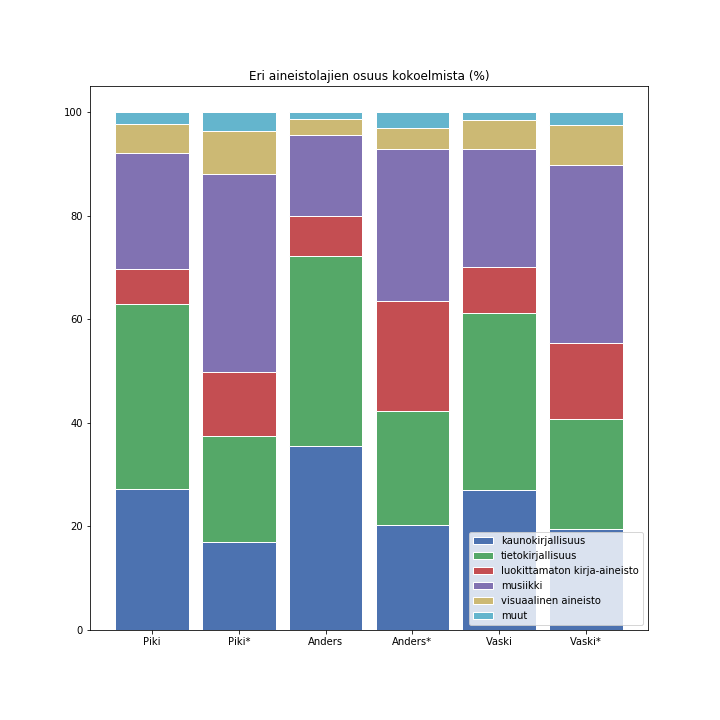 Eri aineistolajien osuus kokoelmista (%)
100
80
60
40
20
0
kaunokirjallisuus
tietokirjallisuus
luokittamaton kirja-aineisto
musiikki
visuaalinen aineisto
muut
Piki Piki* Anders Anders* Vaski Vaski*